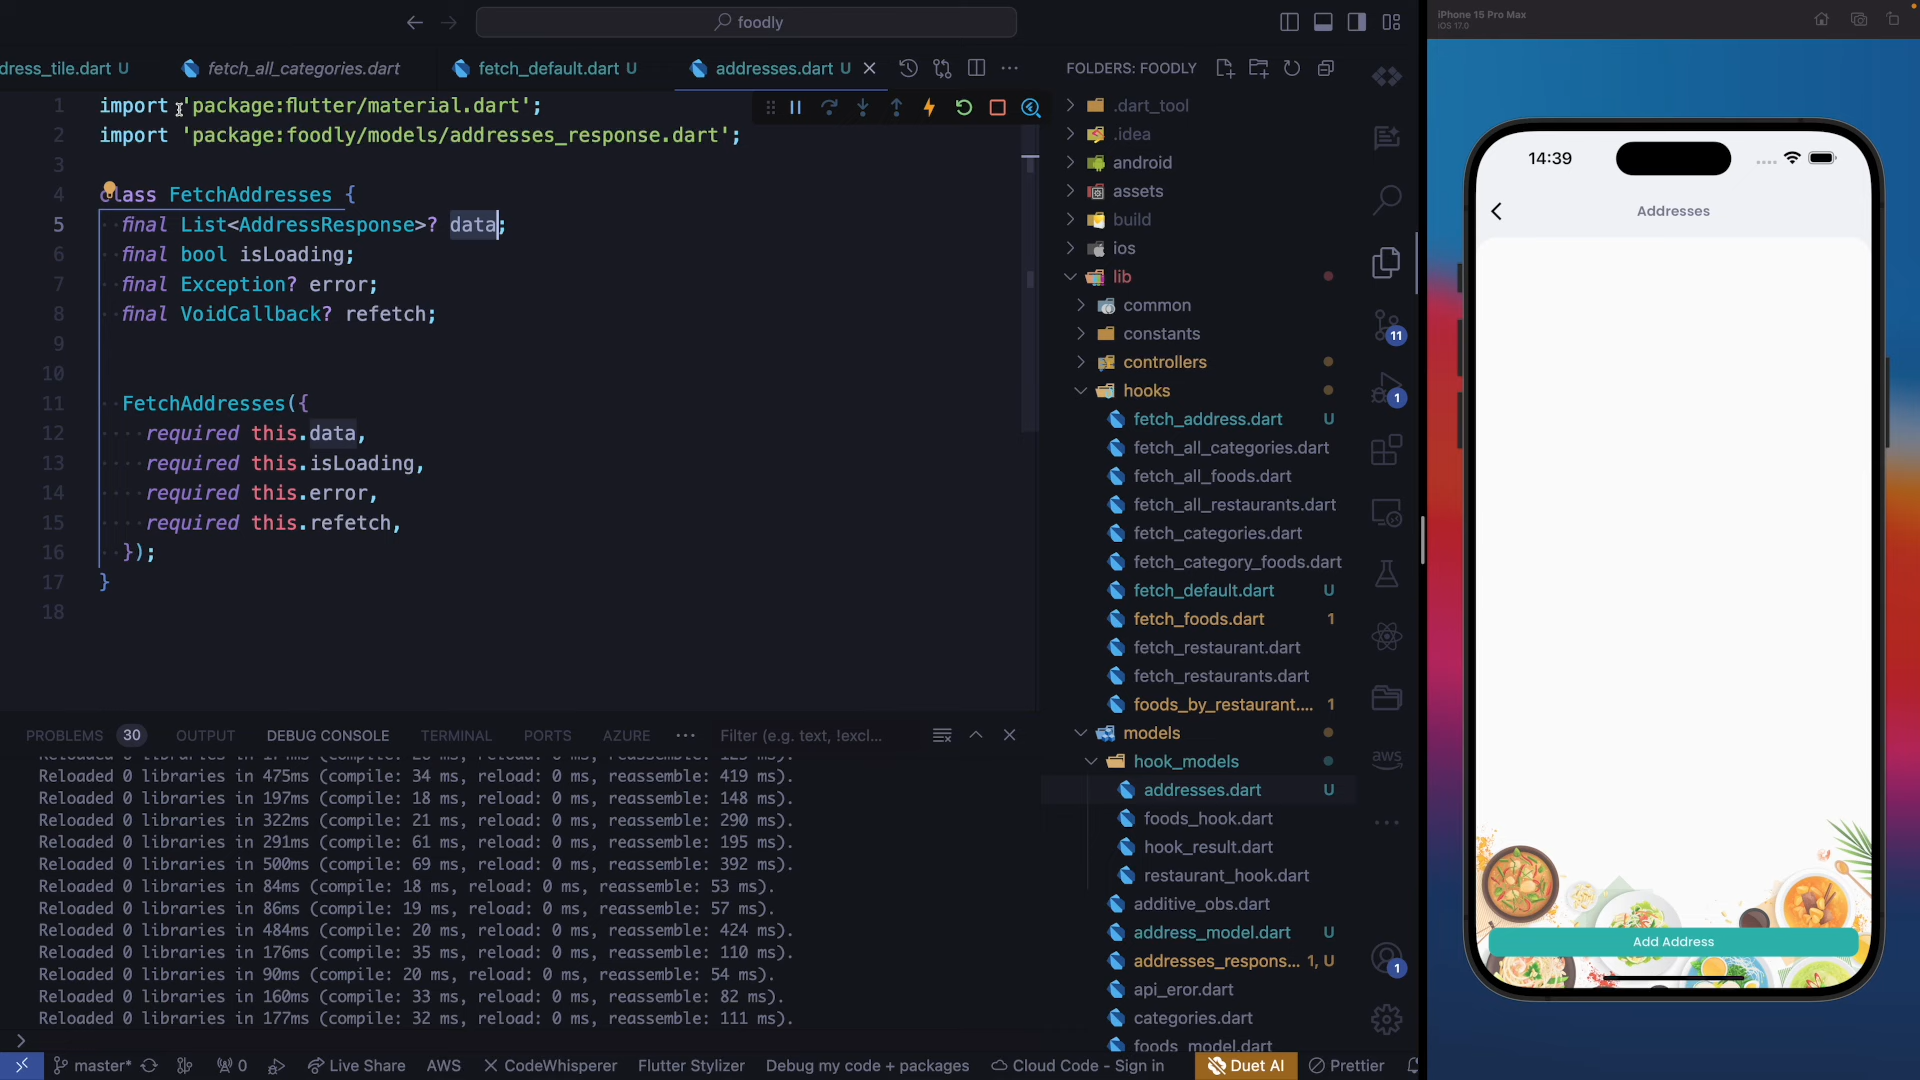 foodly
dress_tile.dart U
fetch_all_categories.dart
fetch_default.dart U
addresses.dart U
1 import 'package:flutter/material.dart';
2 import 'package:foodly/models/addresses_response.dart';
3
4 class FetchAddresses {
5 final List<AddressResponse>? data;
6 final bool isLoading;
7 final Exception? error;
8 final VoidCallback? refetch;
9
10
11 FetchAddresses({
12 required this.data,
13 required this.isLoading,
14 required this.error,
15 required this.refetch,
16 });
17 }
18
PROBLEMS 30 OUTPUT DEBUG CONSOLE TERMINAL PORTS AZURE ··· Filter (e.g. text, !excl...
Reloaded 0 libraries in 475ms (compile: 34 ms, reload: 0 ms, reassemble: 419 ms).
Reloaded 0 libraries in 197ms (compile: 18 ms, reload: 0 ms, reassemble: 148 ms).
Reloaded 0 libraries in 322ms (compile: 21 ms, reload: 0 ms, reassemble: 290 ms).
Reloaded 0 libraries in 291ms (compile: 61 ms, reload: 0 ms, reassemble: 195 ms).
Reloaded 0 libraries in 500ms (compile: 69 ms, reload: 0 ms, reassemble: 392 ms).
Reloaded 0 libraries in 84ms (compile: 18 ms, reload: 0 ms, reassemble: 53 ms).
Reloaded 0 libraries in 86ms (compile: 19 ms, reload: 0 ms, reassemble: 57 ms).
Reloaded 0 libraries in 484ms (compile: 20 ms, reload: 0 ms, reassemble: 424 ms).
Reloaded 0 libraries in 176ms (compile: 35 ms, reload: 0 ms, reassemble: 110 ms).
Reloaded 0 libraries in 90ms (compile: 20 ms, reload: 0 ms, reassemble: 54 ms).
Reloaded 0 libraries in 160ms (compile: 33 ms, reload: 0 ms, reassemble: 82 ms).
Reloaded 0 libraries in 177ms (compile: 32 ms, reload: 0 ms, reassemble: 111 ms).
FOLDERS: FOODLY
.dart_tool
.idea
android
assets
build
ios
lib
common
constants
controllers
hooks
fetch_address.dart U
fetch_all_categories.dart
fetch_all_foods.dart
fetch_all_restaurants.dart
fetch_categories.dart
fetch_category_foods.dart
fetch_default.dart U
fetch_foods.dart 1
fetch_restaurant.dart
fetch_restaurants.dart
foods_by_restaurant.... 1
models
hook_models
addresses.dart U
foods_hook.dart
hook_result.dart
restaurant_hook.dart
additive_obs.dart
address_model.dart U
addresses_respons... 1, U
api_eror.dart
categories.dart
foods_model.dart
11
1
aws
1
master* 0 Live Share AWS CodeWhisperer Flutter Stylizer Debug my code + packages Cloud Code - Sign in Duet AI Prettier
iPhone 15 Pro Max
iOS 17.0
14:39
Addresses
Add Address